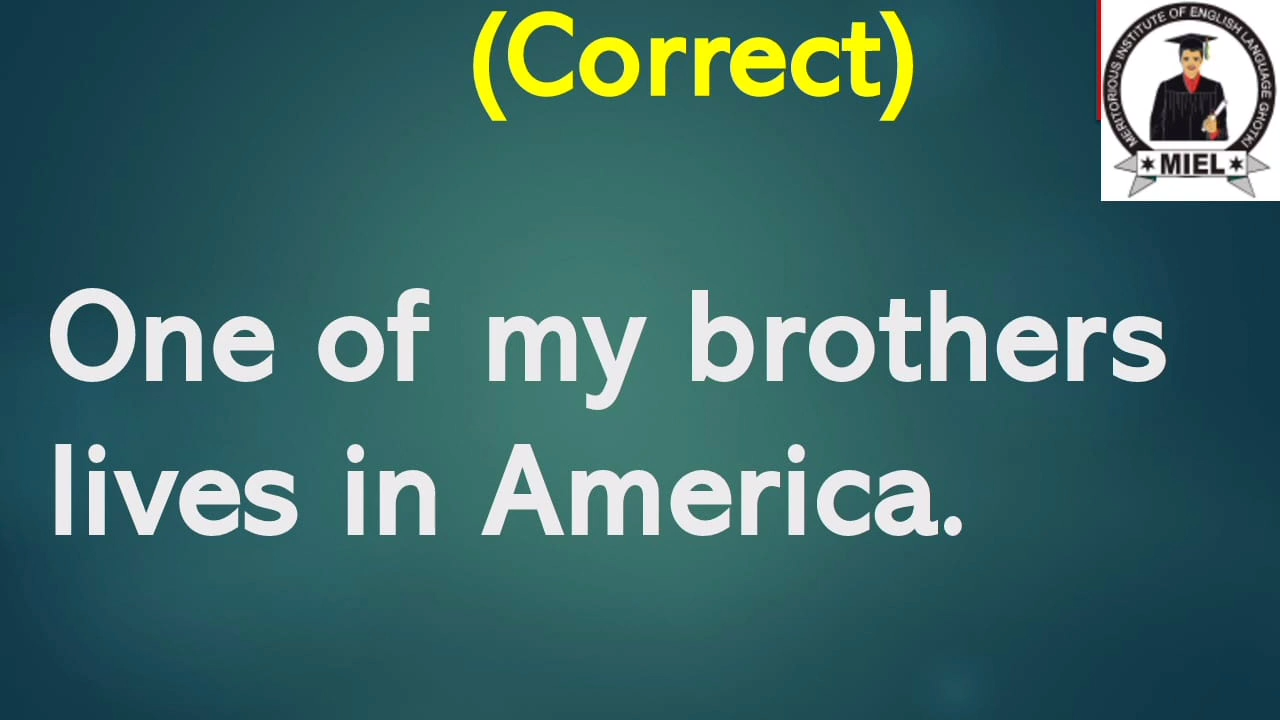 (Correct)
MERITORIOUS INSTITUTE OF ENGLISH LANGUAGE GHOTKI
MIEL
One of my brothers
lives in America.